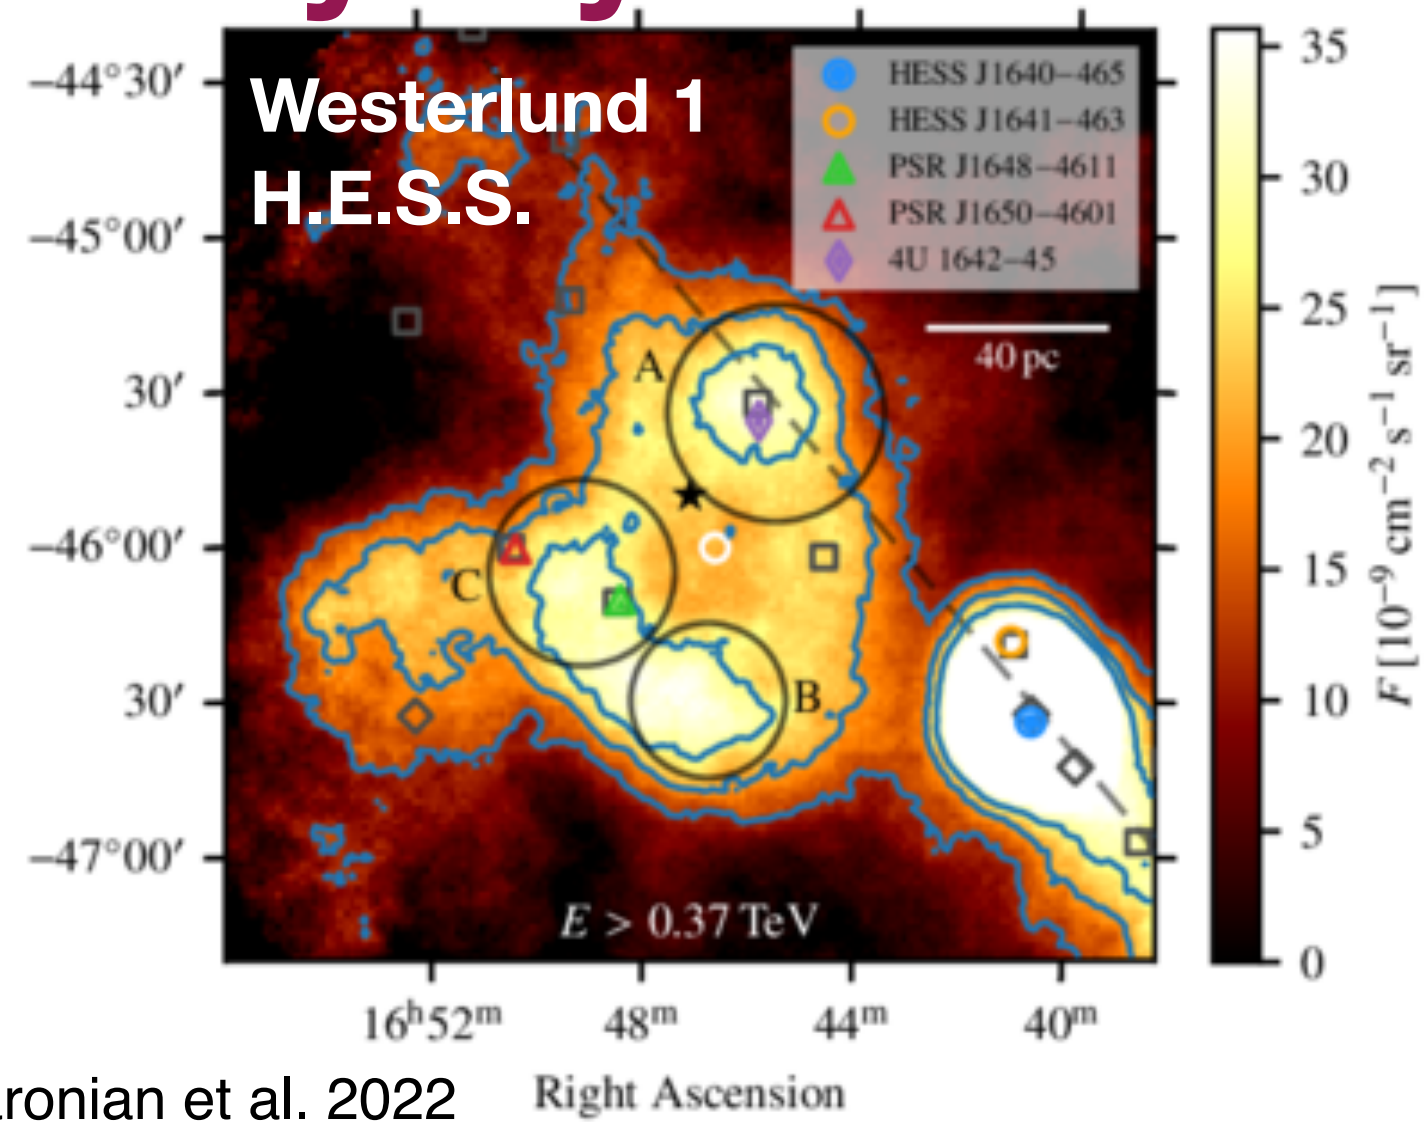 Westerlund 1
H.E.S.S.
HESS J1640−465
HESS J1641−463
PSR J1648−4611
PSR J1650−4601
4U 1642−45
40 pc
A
C
B
E > 0.37 TeV
−44°30′
−45°00′
30′
−46°00′
30′
−47°00′
16h52m
48m
44m
40m
Right Ascension
35
30
25
20
15
10
5
0
F [10−9 cm−2 s−1 sr−1]
ronian et al. 2022